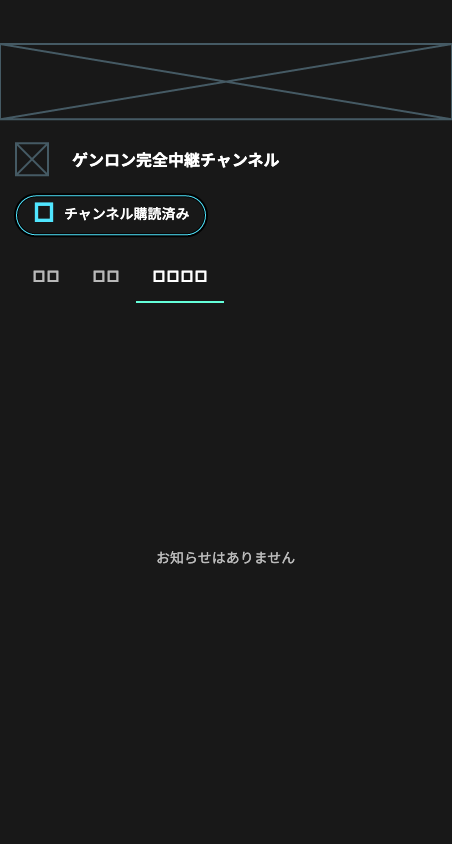 ゲンロン完全中継チャンネル
チャンネル購読済み
お知らせはありません